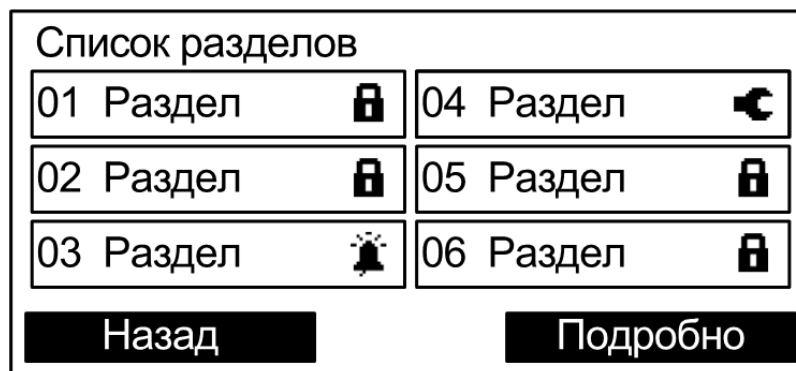 Список разделов
01 Раздел
04 Раздел
02 Раздел
05 Раздел
03 Раздел
06 Раздел
Назад
Подробно